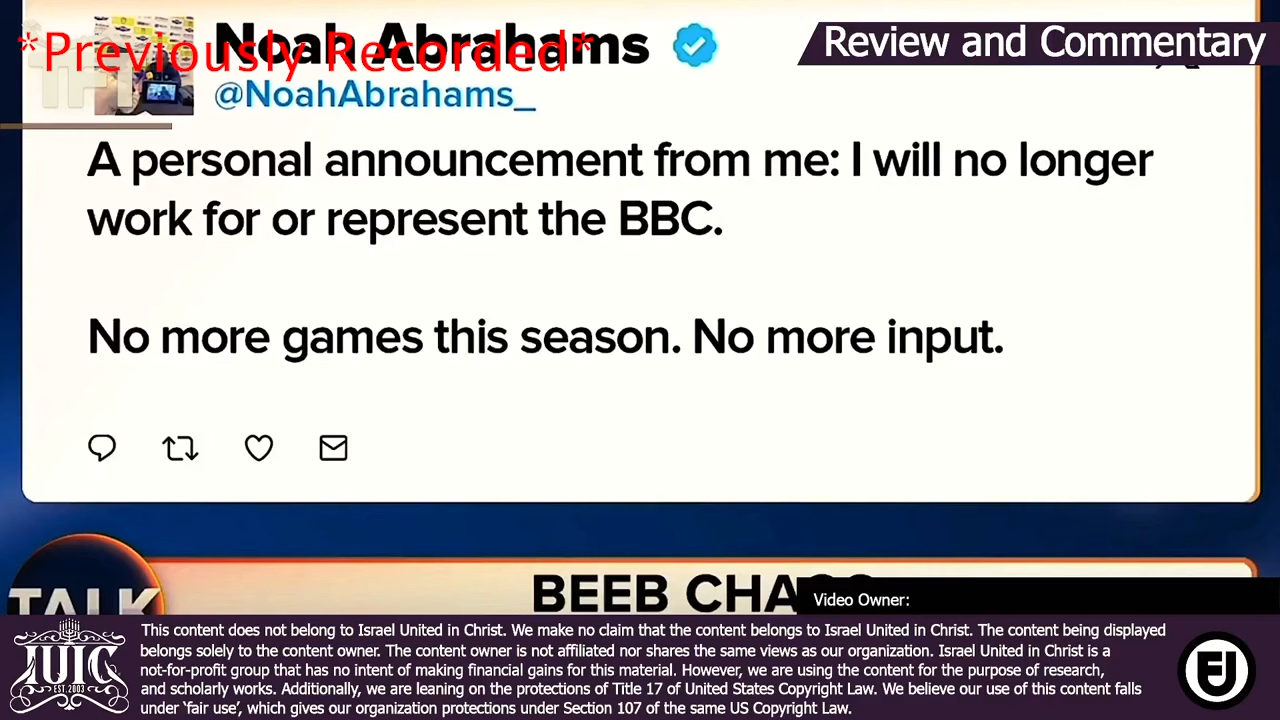 *Previously Recorded*
Review and Commentary
Noah Abrahams
@NoahAbrahams_
A personal announcement from me: I will no longer
work for or represent the BBC.
No more games this season. No more input.
BEEB
TALK
Video Owner:
This content does not belong to Israel United in Christ. We make no claim that the content belongs to Israel United in Christ. The content being displayed
belongs solely to the content owner. The content owner is not affiliated nor shares the same views as our organization. Israel United in Christ is a
not-for-profit group that has no intent of making financial gains for this material. However, we are using the content for the purpose of research,
and scholarly works. Additionally, we are leaning on the protections of Title 17 of United States Copyright Law. We believe our use of this content falls
under ‘fair use’, which gives our organization protections under Section 107 of the same US Copyright Law.
IUIC
EST. 2003